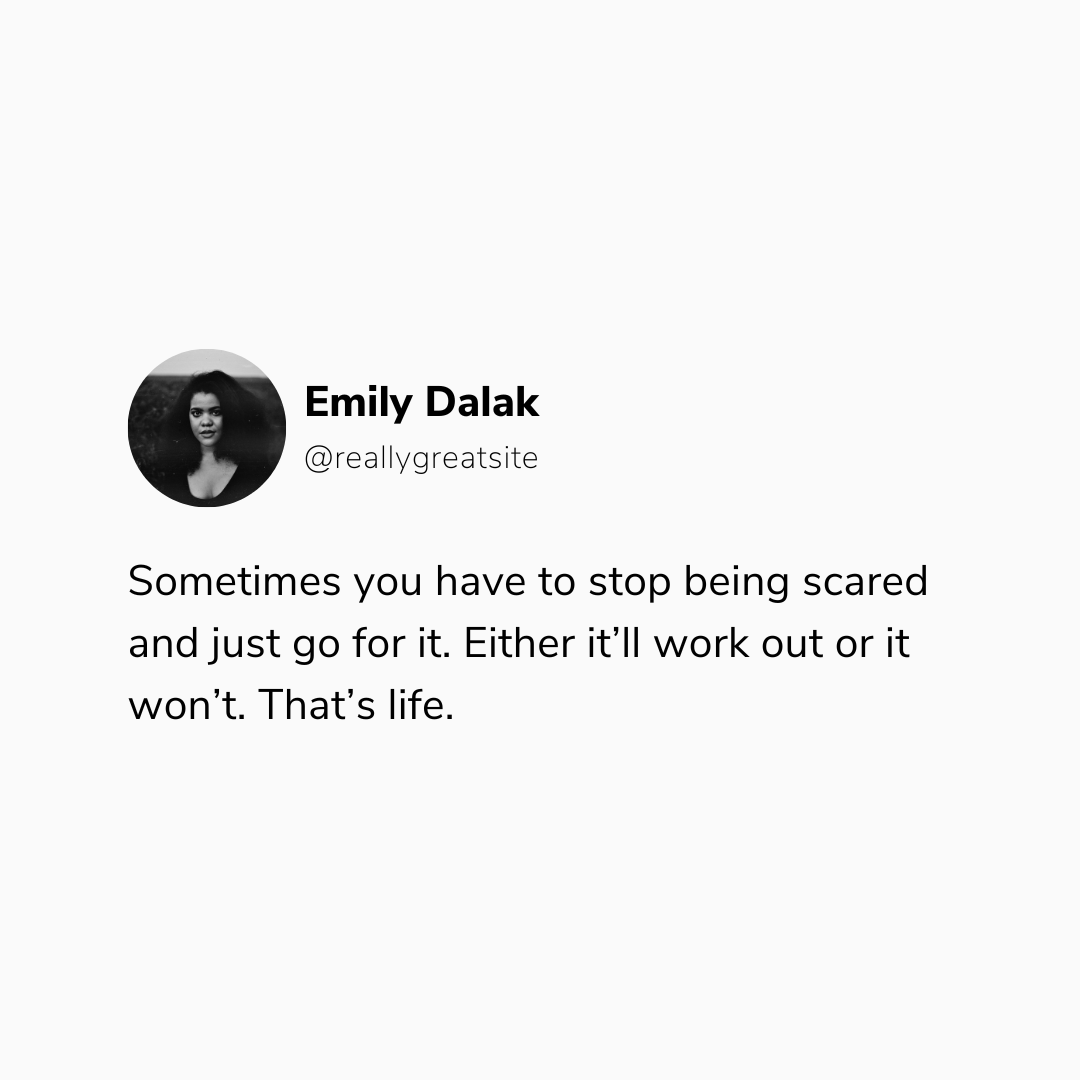 Emily Dalak
@reallygreatsite
Sometimes you have to stop being scared
and just go for it. Either it’ll work out or it
won’t. That’s life.